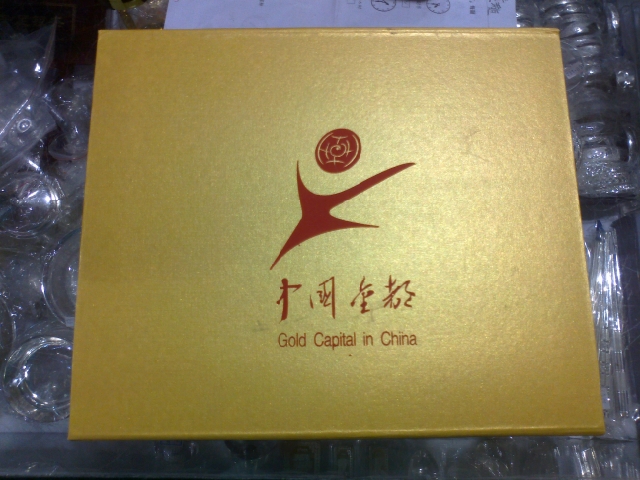 中国金都
Gold Capital in China